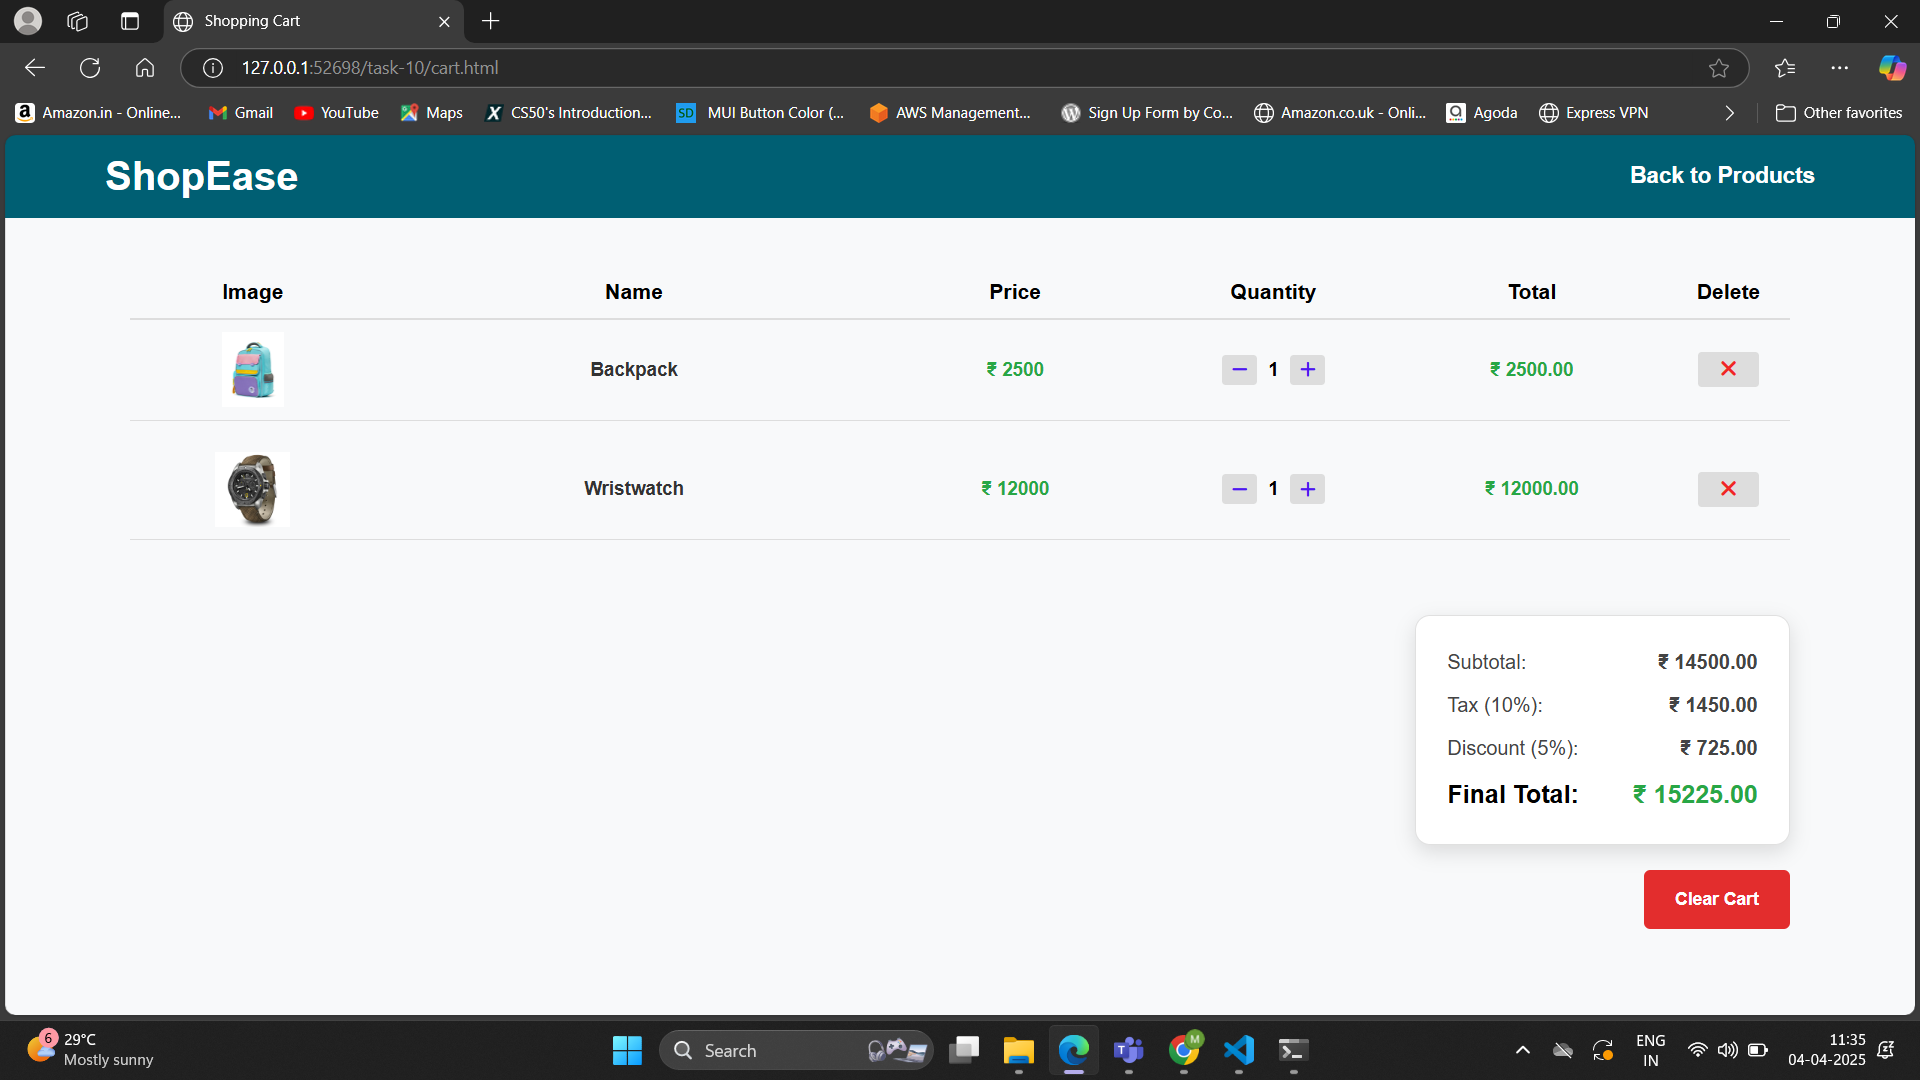 Shopping Cart
127.0.0.1:52698/task-10/cart.html
Amazon.in - Online... Gmail YouTube Maps CS50's Introduction... SD MUI Button Color (... AWS Management... Sign Up Form by Co... Amazon.co.uk - Onli... Agoda Express VPN Other favorites
ShopEase Back to Products
Image Name Price Quantity Total Delete
Backpack ₹ 2500 − 1 + ₹ 2500.00 ✕
Wristwatch ₹ 12000 − 1 + ₹ 12000.00 ✕
Subtotal: ₹ 14500.00
Tax (10%): ₹ 1450.00
Discount (5%): ₹ 725.00
Final Total: ₹ 15225.00
Clear Cart
6 29°C
Mostly sunny
Search
M
ENG
IN
11:35
04-04-2025